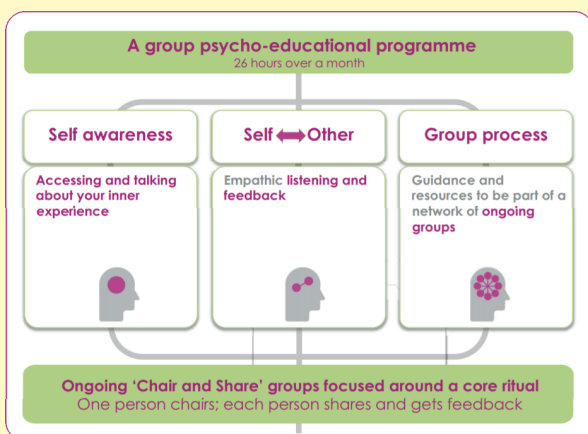 A group psycho-educational programme
26 hours over a month
Self awareness
Self Other
Group process
Accessing and talking
about your inner
experience
Empathic listening and
feedback
Guidance and
resources to be part of a
network of ongoing
groups
Ongoing ‘Chair and Share’ groups focused around a core ritual
One person chairs; each person shares and gets feedback